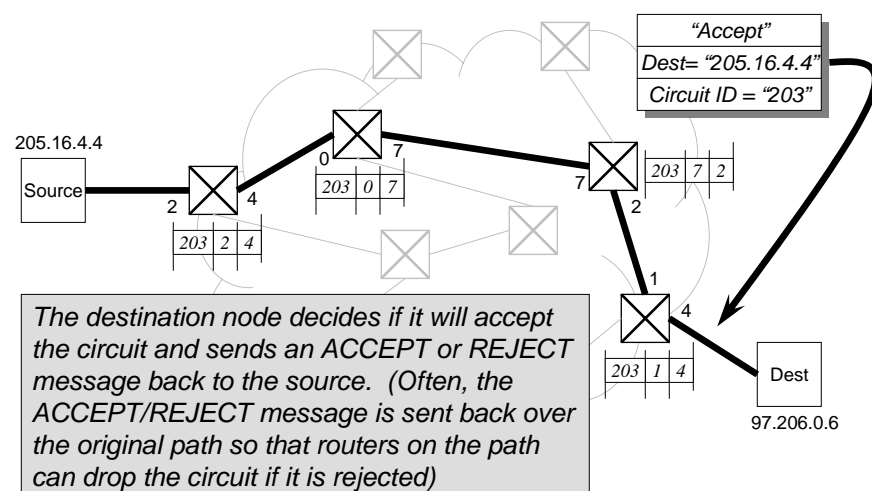 “Accept”
Dest= “205.16.4.4”
Circuit ID = “203”
205.16.4.4
Source
2
4
203 2 4
0
7
203 0 7
7
2
203 7 2
1
4
203 1 4
Dest
97.206.0.6
The destination node decides if it will accept
the circuit and sends an ACCEPT or REJECT
message back to the source. (Often, the
ACCEPT/REJECT message is sent back over
the original path so that routers on the path
can drop the circuit if it is rejected)